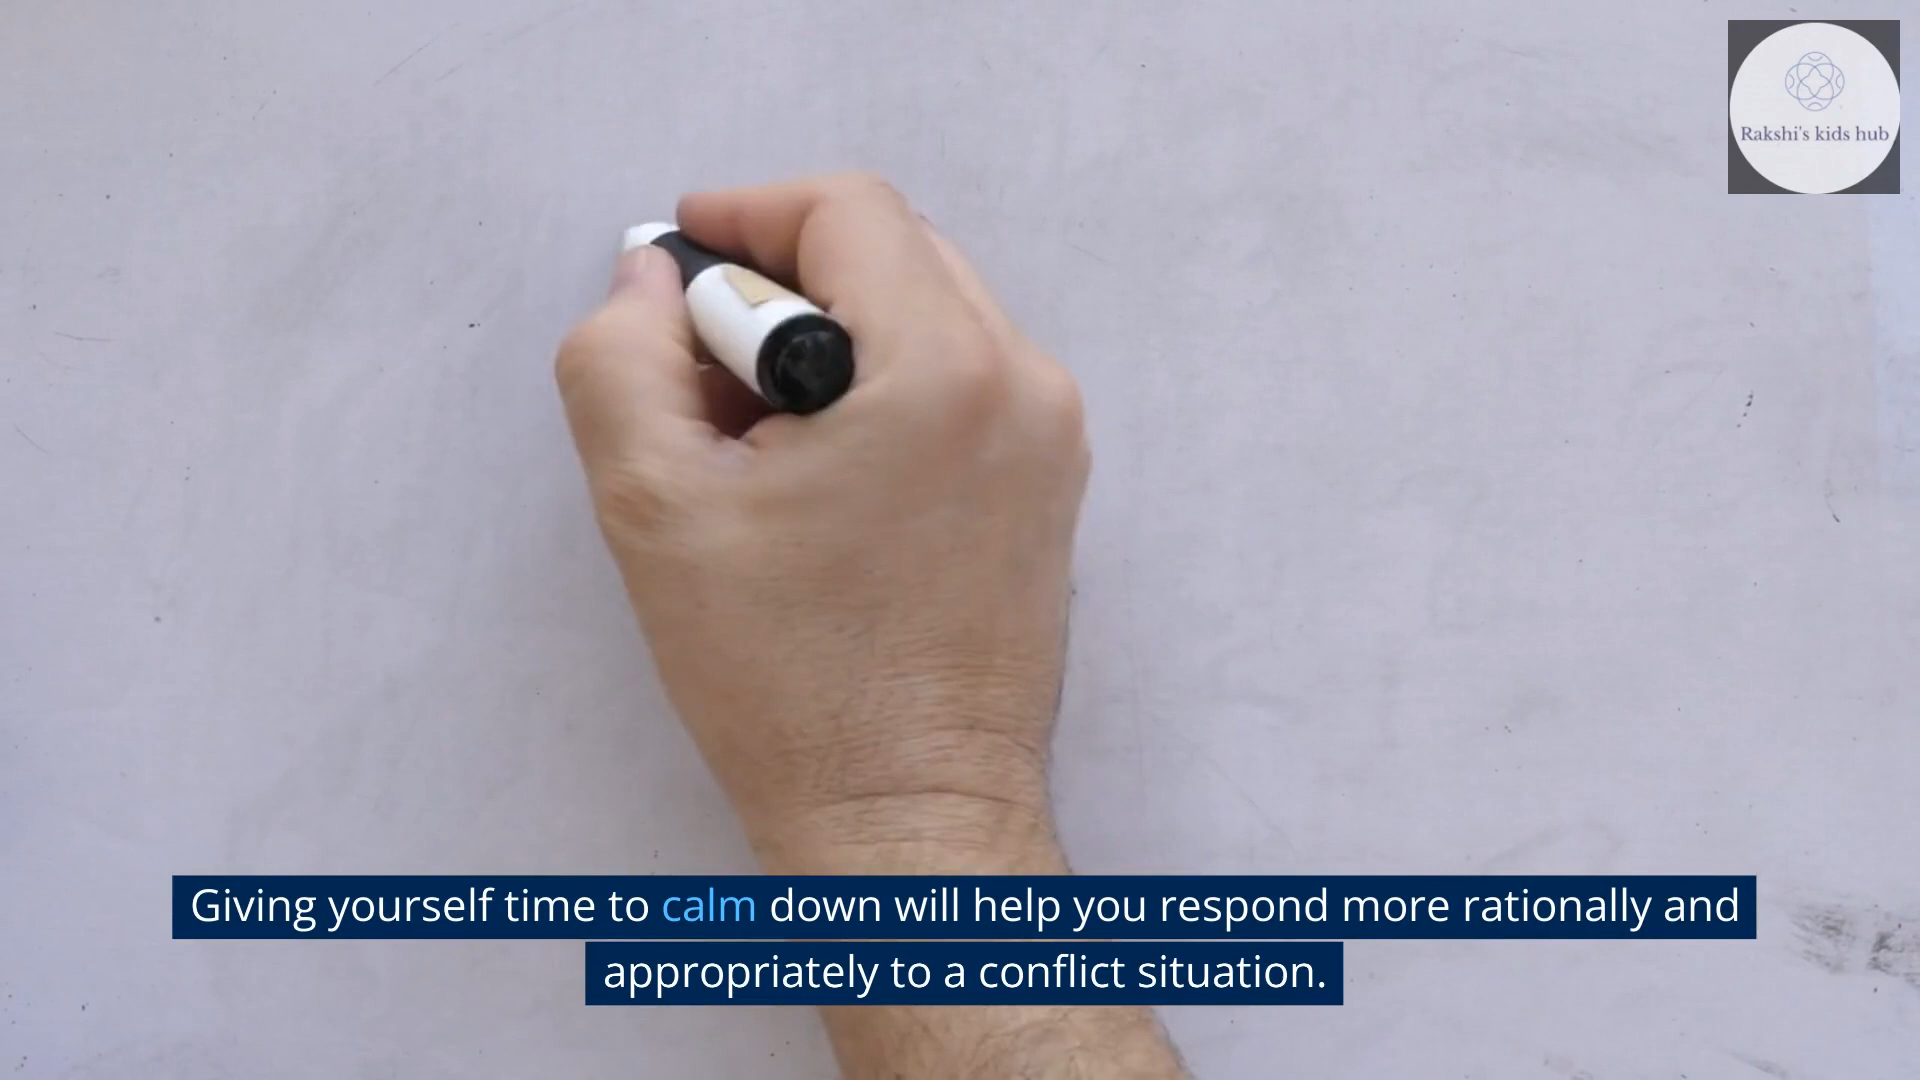 Rakshi's kids hub
Giving yourself time to calm down will help you respond more rationally and
appropriately to a conflict situation.